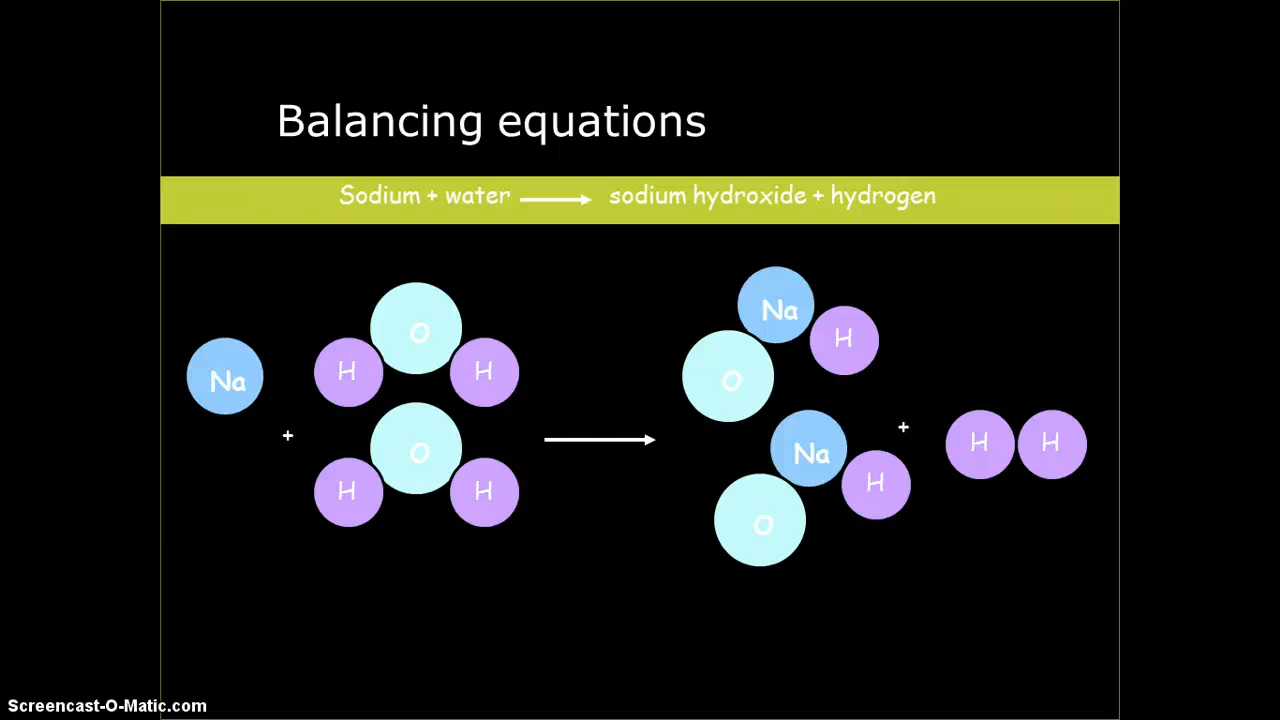 Balancing equations
Sodium + water ⟶ sodium hydroxide + hydrogen
Na
+
O
H H
O
H H
⟶
Na
H
O
Na
H
O
+
H H
Screencast-O-Matic.com